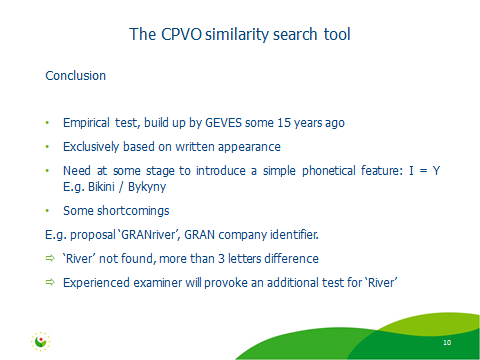 The CPVO similarity search tool
Conclusion
• Empirical test, build up by GEVES some 15 years ago
• Exclusively based on written appearance
• Need at some stage to introduce a simple phonetical feature: I = Y
E.g. Bikini / Bykyny
• Some shortcomings
E.g. proposal 'GRANriver', GRAN company identifier.
⇨ 'River' not found, more than 3 letters difference
⇨ Experienced examiner will provoke an additional test for 'River'
10